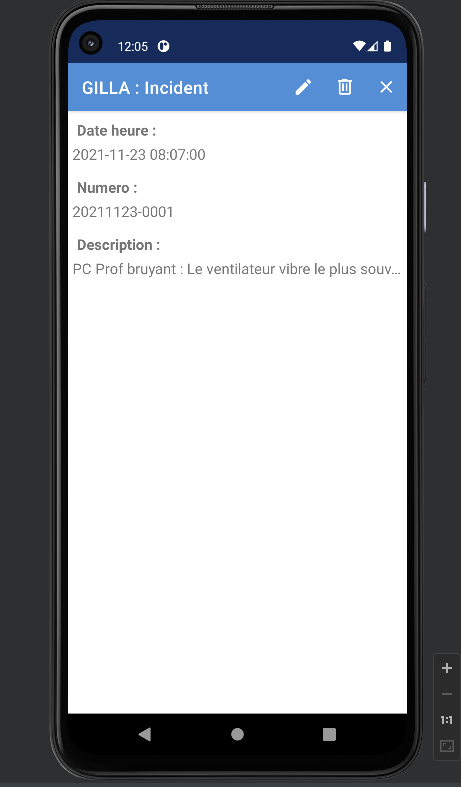 12:05
GILLA : Incident
Date heure :
2021-11-23 08:07:00
Numero :
20211123-0001
Description :
PC Prof bruyant : Le ventilateur vibre le plus souv...
1:1